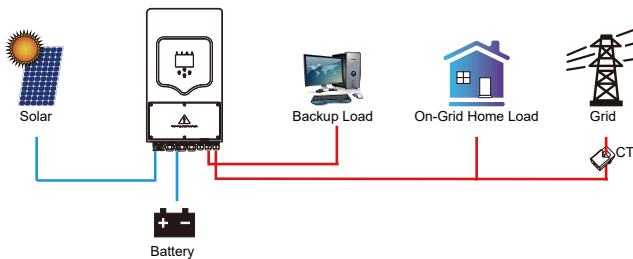 Solar
Backup Load
On-Grid Home Load
Grid
CT
Battery